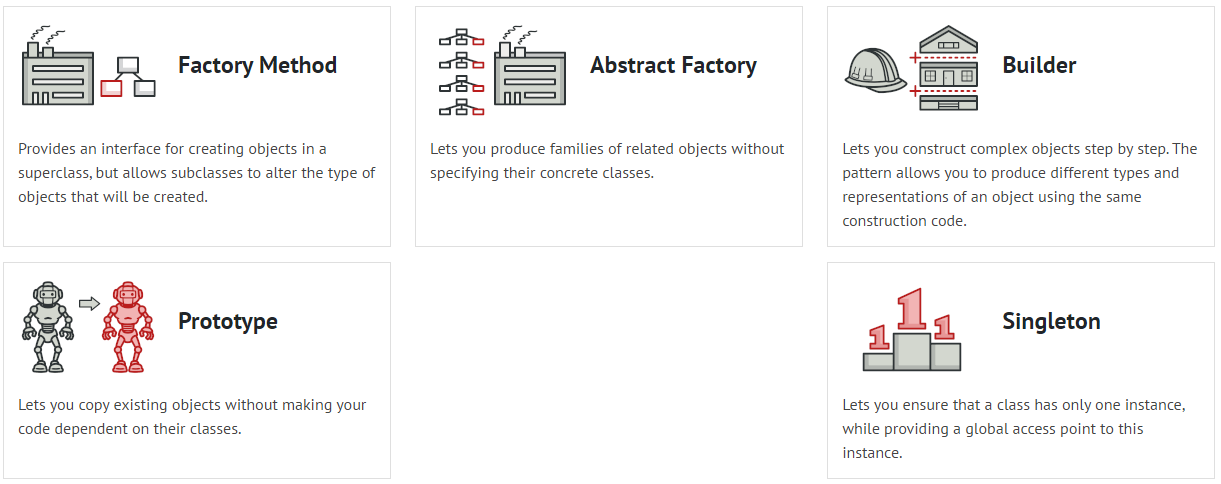 Factory Method
Provides an interface for creating objects in a
superclass, but allows subclasses to alter the type of
objects that will be created.
Abstract Factory
Lets you produce families of related objects without
specifying their concrete classes.
Builder
Lets you construct complex objects step by step. The
pattern allows you to produce different types and
representations of an object using the same
construction code.
Prototype
Lets you copy existing objects without making your
code dependent on their classes.
1
1
1
Singleton
Lets you ensure that a class has only one instance,
while providing a global access point to this
instance.